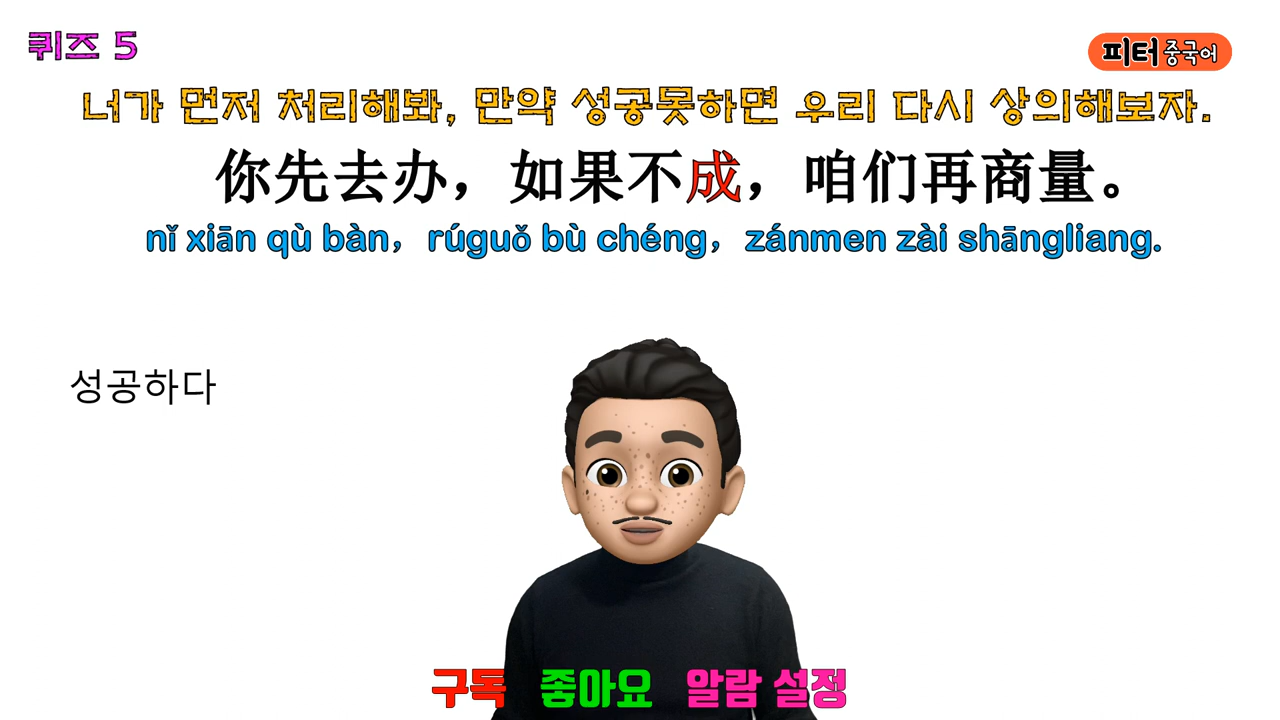 퀴즈 5
피터 중국어
너가 먼저 처리해봐, 만약 성공못하면 우리 다시 상의해보자.
你先去办，如果不成，咱们再商量。
nǐ xiān qù bàn，rúguǒ bù chéng，zánmen zài shāngliang.
성공하다
구독 좋아요 알람 설정